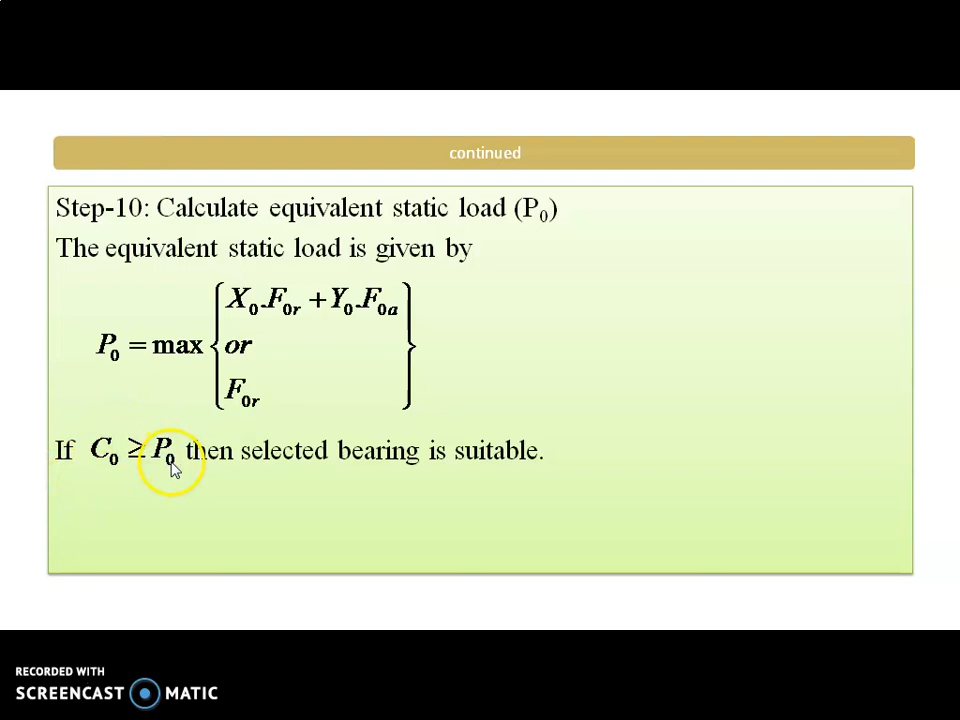 continued
Step-10: Calculate equivalent static load (P₀)
The equivalent static load is given by
X₀.F₀ᵣ + Y₀.F₀ₐ
P₀ = max { or }
F₀ᵣ
If C₀ ≥ P₀ then selected bearing is suitable.
RECORDED WITH
SCREENCAST MATIC